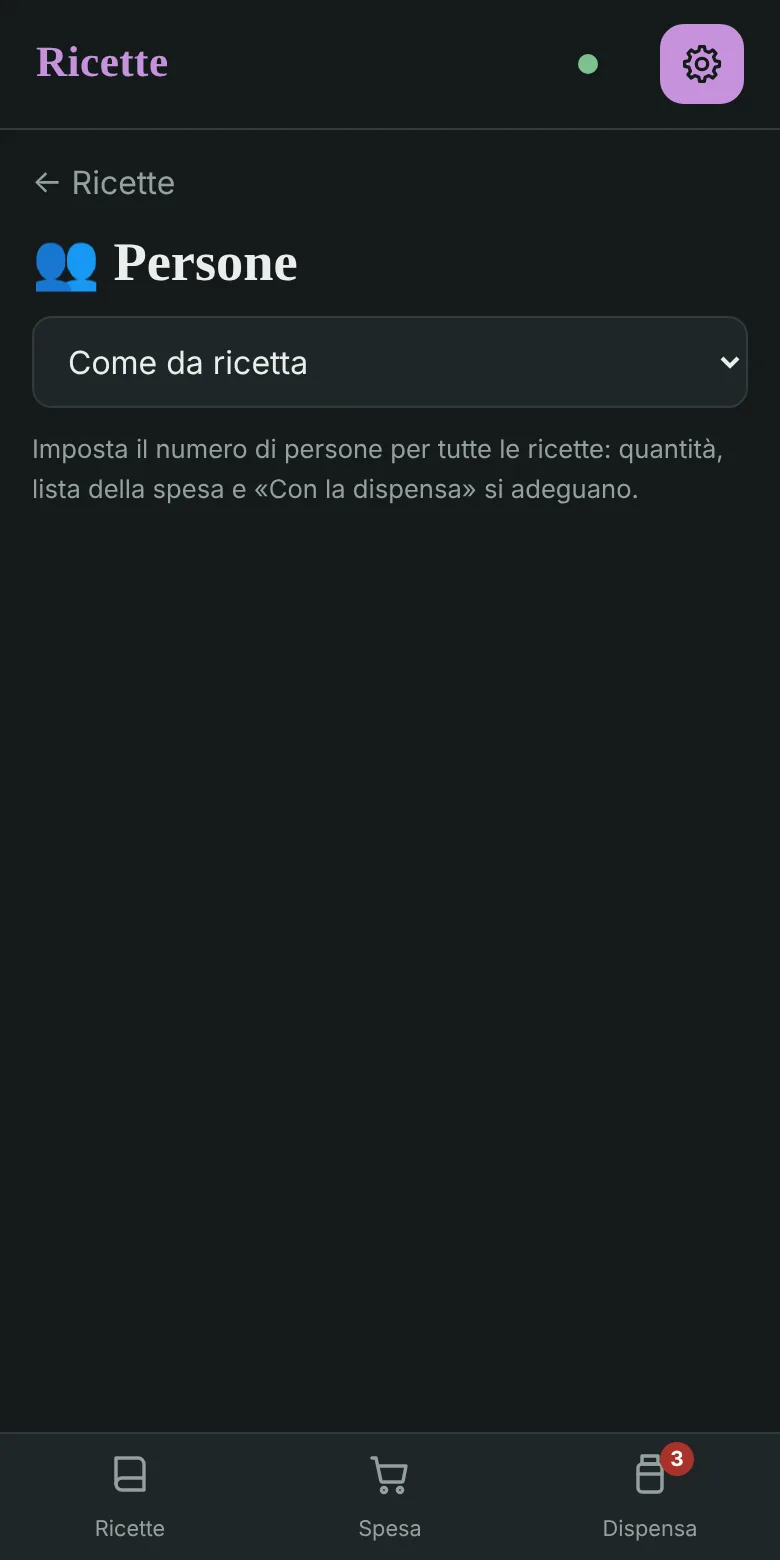 Ricette
← Ricette
👥 Persone
Come da ricetta
Imposta il numero di persone per tutte le ricette: quantità,
lista della spesa e «Con la dispensa» si adeguano.
3
Ricette
Spesa
Dispensa